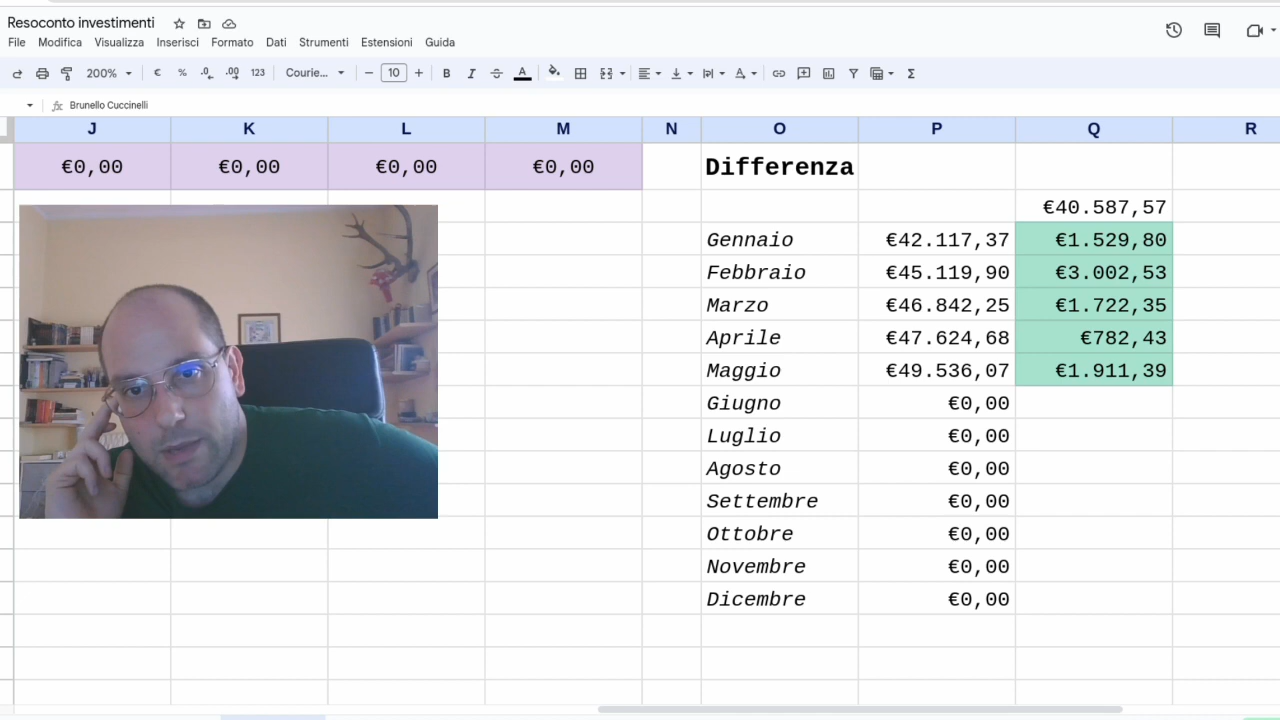 Resoconto investimenti
File Modifica Visualizza Inserisci Formato Dati Strumenti Estensioni Guida
200% € % .0 .00 123 Courie... − 10 + B I S A Σ
fx Brunello Cuccinelli
J K L M N O P Q R
€0,00 €0,00 €0,00 €0,00 Differenza
€40.587,57
Gennaio €42.117,37 €1.529,80
Febbraio €45.119,90 €3.002,53
Marzo €46.842,25 €1.722,35
Aprile €47.624,68 €782,43
Maggio €49.536,07 €1.911,39
Giugno €0,00
Luglio €0,00
Agosto €0,00
Settembre €0,00
Ottobre €0,00
Novembre €0,00
Dicembre €0,00